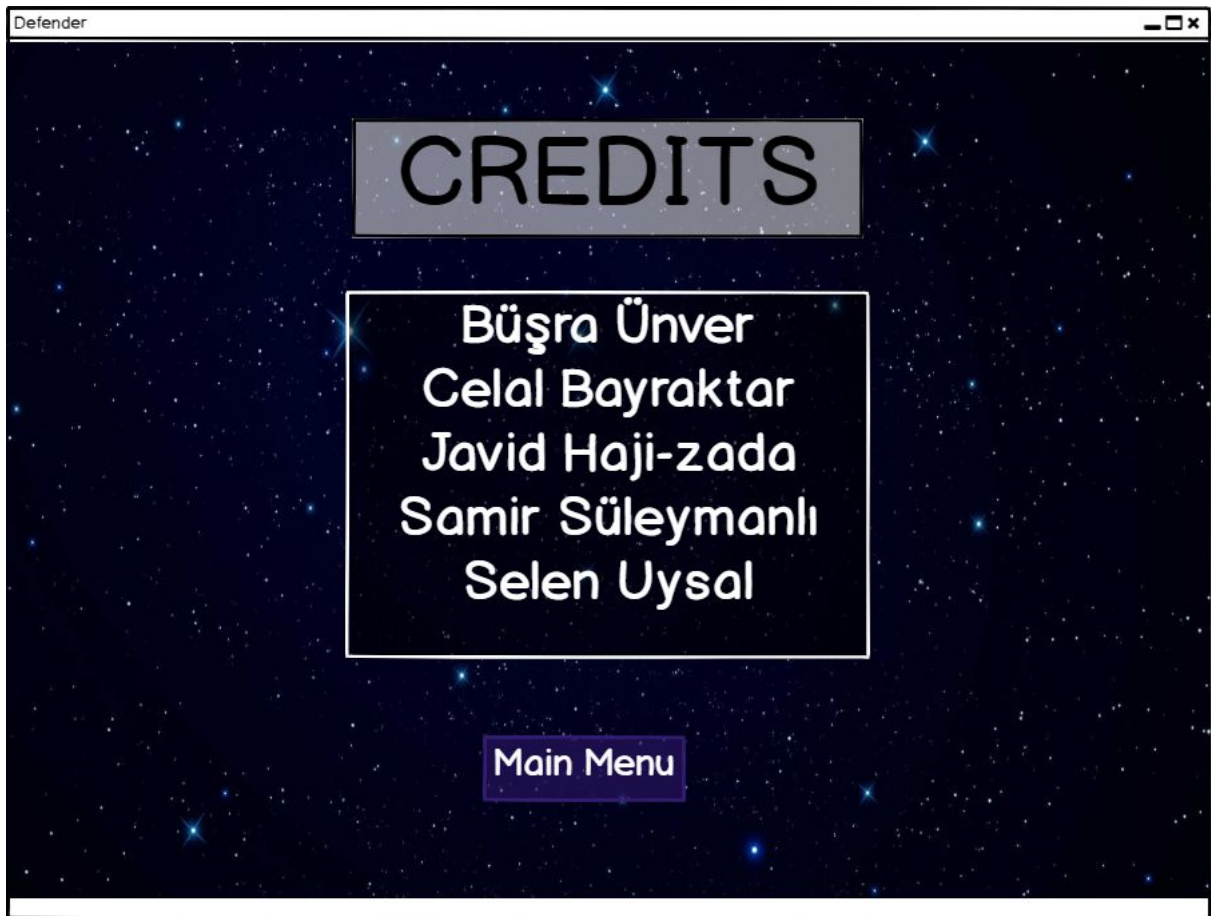 Defender
CREDITS
Büşra Ünver
Celal Bayraktar
Javid Haji-zada
Samir Süleymanlı
Selen Uysal
Main Menu